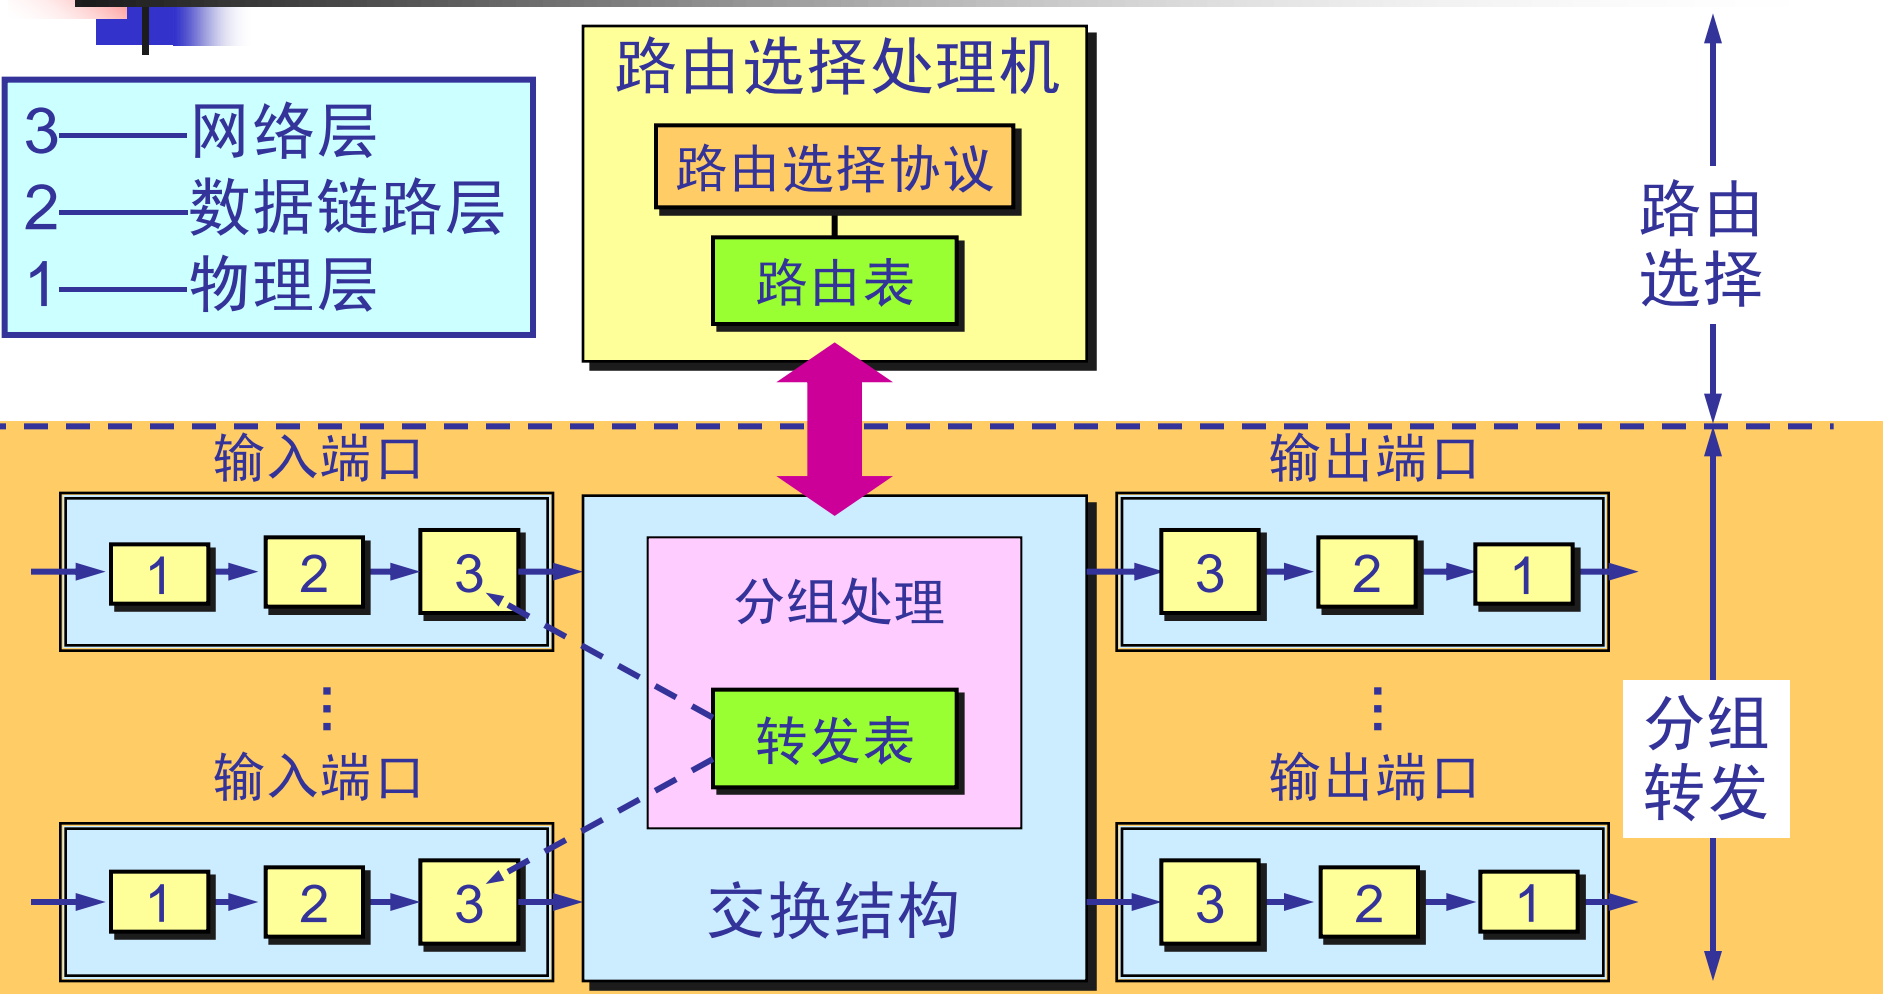 3——网络层
2——数据链路层
1——物理层
路由选择处理机
路由选择协议
路由表
路由
选择
输入端口
1 2 3
⋮
输入端口
1 2 3
分组处理
转发表
交换结构
输出端口
3 2 1
⋮
输出端口
3 2 1
分组
转发